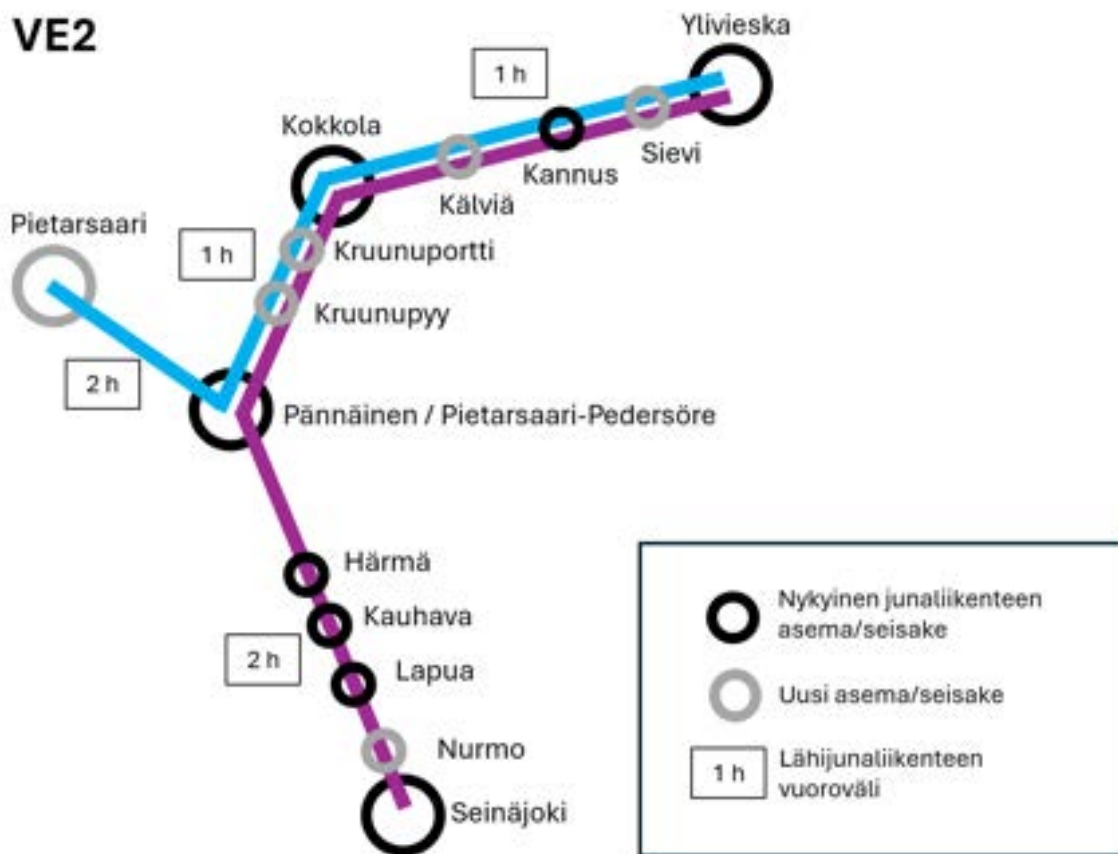 VE2
Ylivieska
1 h
Kokkola
Sievi
Kannus
Kälviä
Pietarsaari
1 h
Kruunuportti
Kruunupyy
2 h
Pännäinen / Pietarsaari-Pedersöre
Härmä
Kauhava
2 h
Lapua
Nurmo
Seinäjoki
Nykyinen junaliikenteen
asema/seisake
Uusi asema/seisake
1 h
Lähijunaliikenteen
vuoroväli